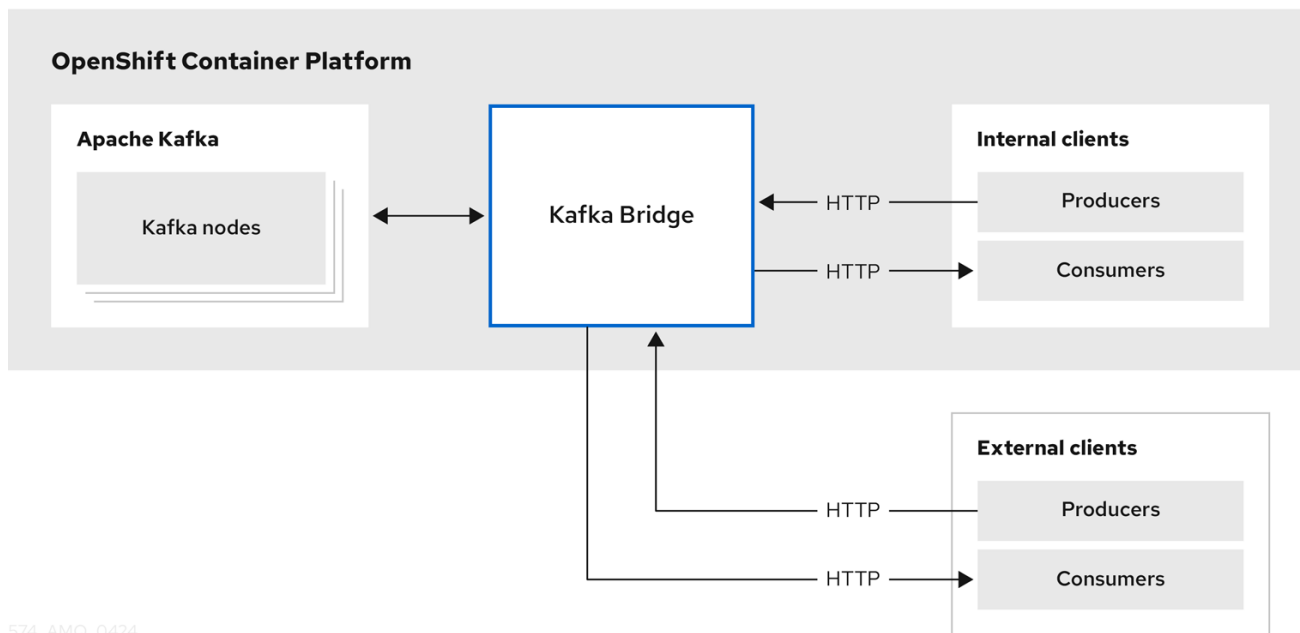 OpenShift Container Platform
Apache Kafka
Kafka nodes
Kafka Bridge
HTTP
HTTP
Internal clients
Producers
Consumers
External clients
HTTP
Producers
HTTP
Consumers
574_AMQ_0424